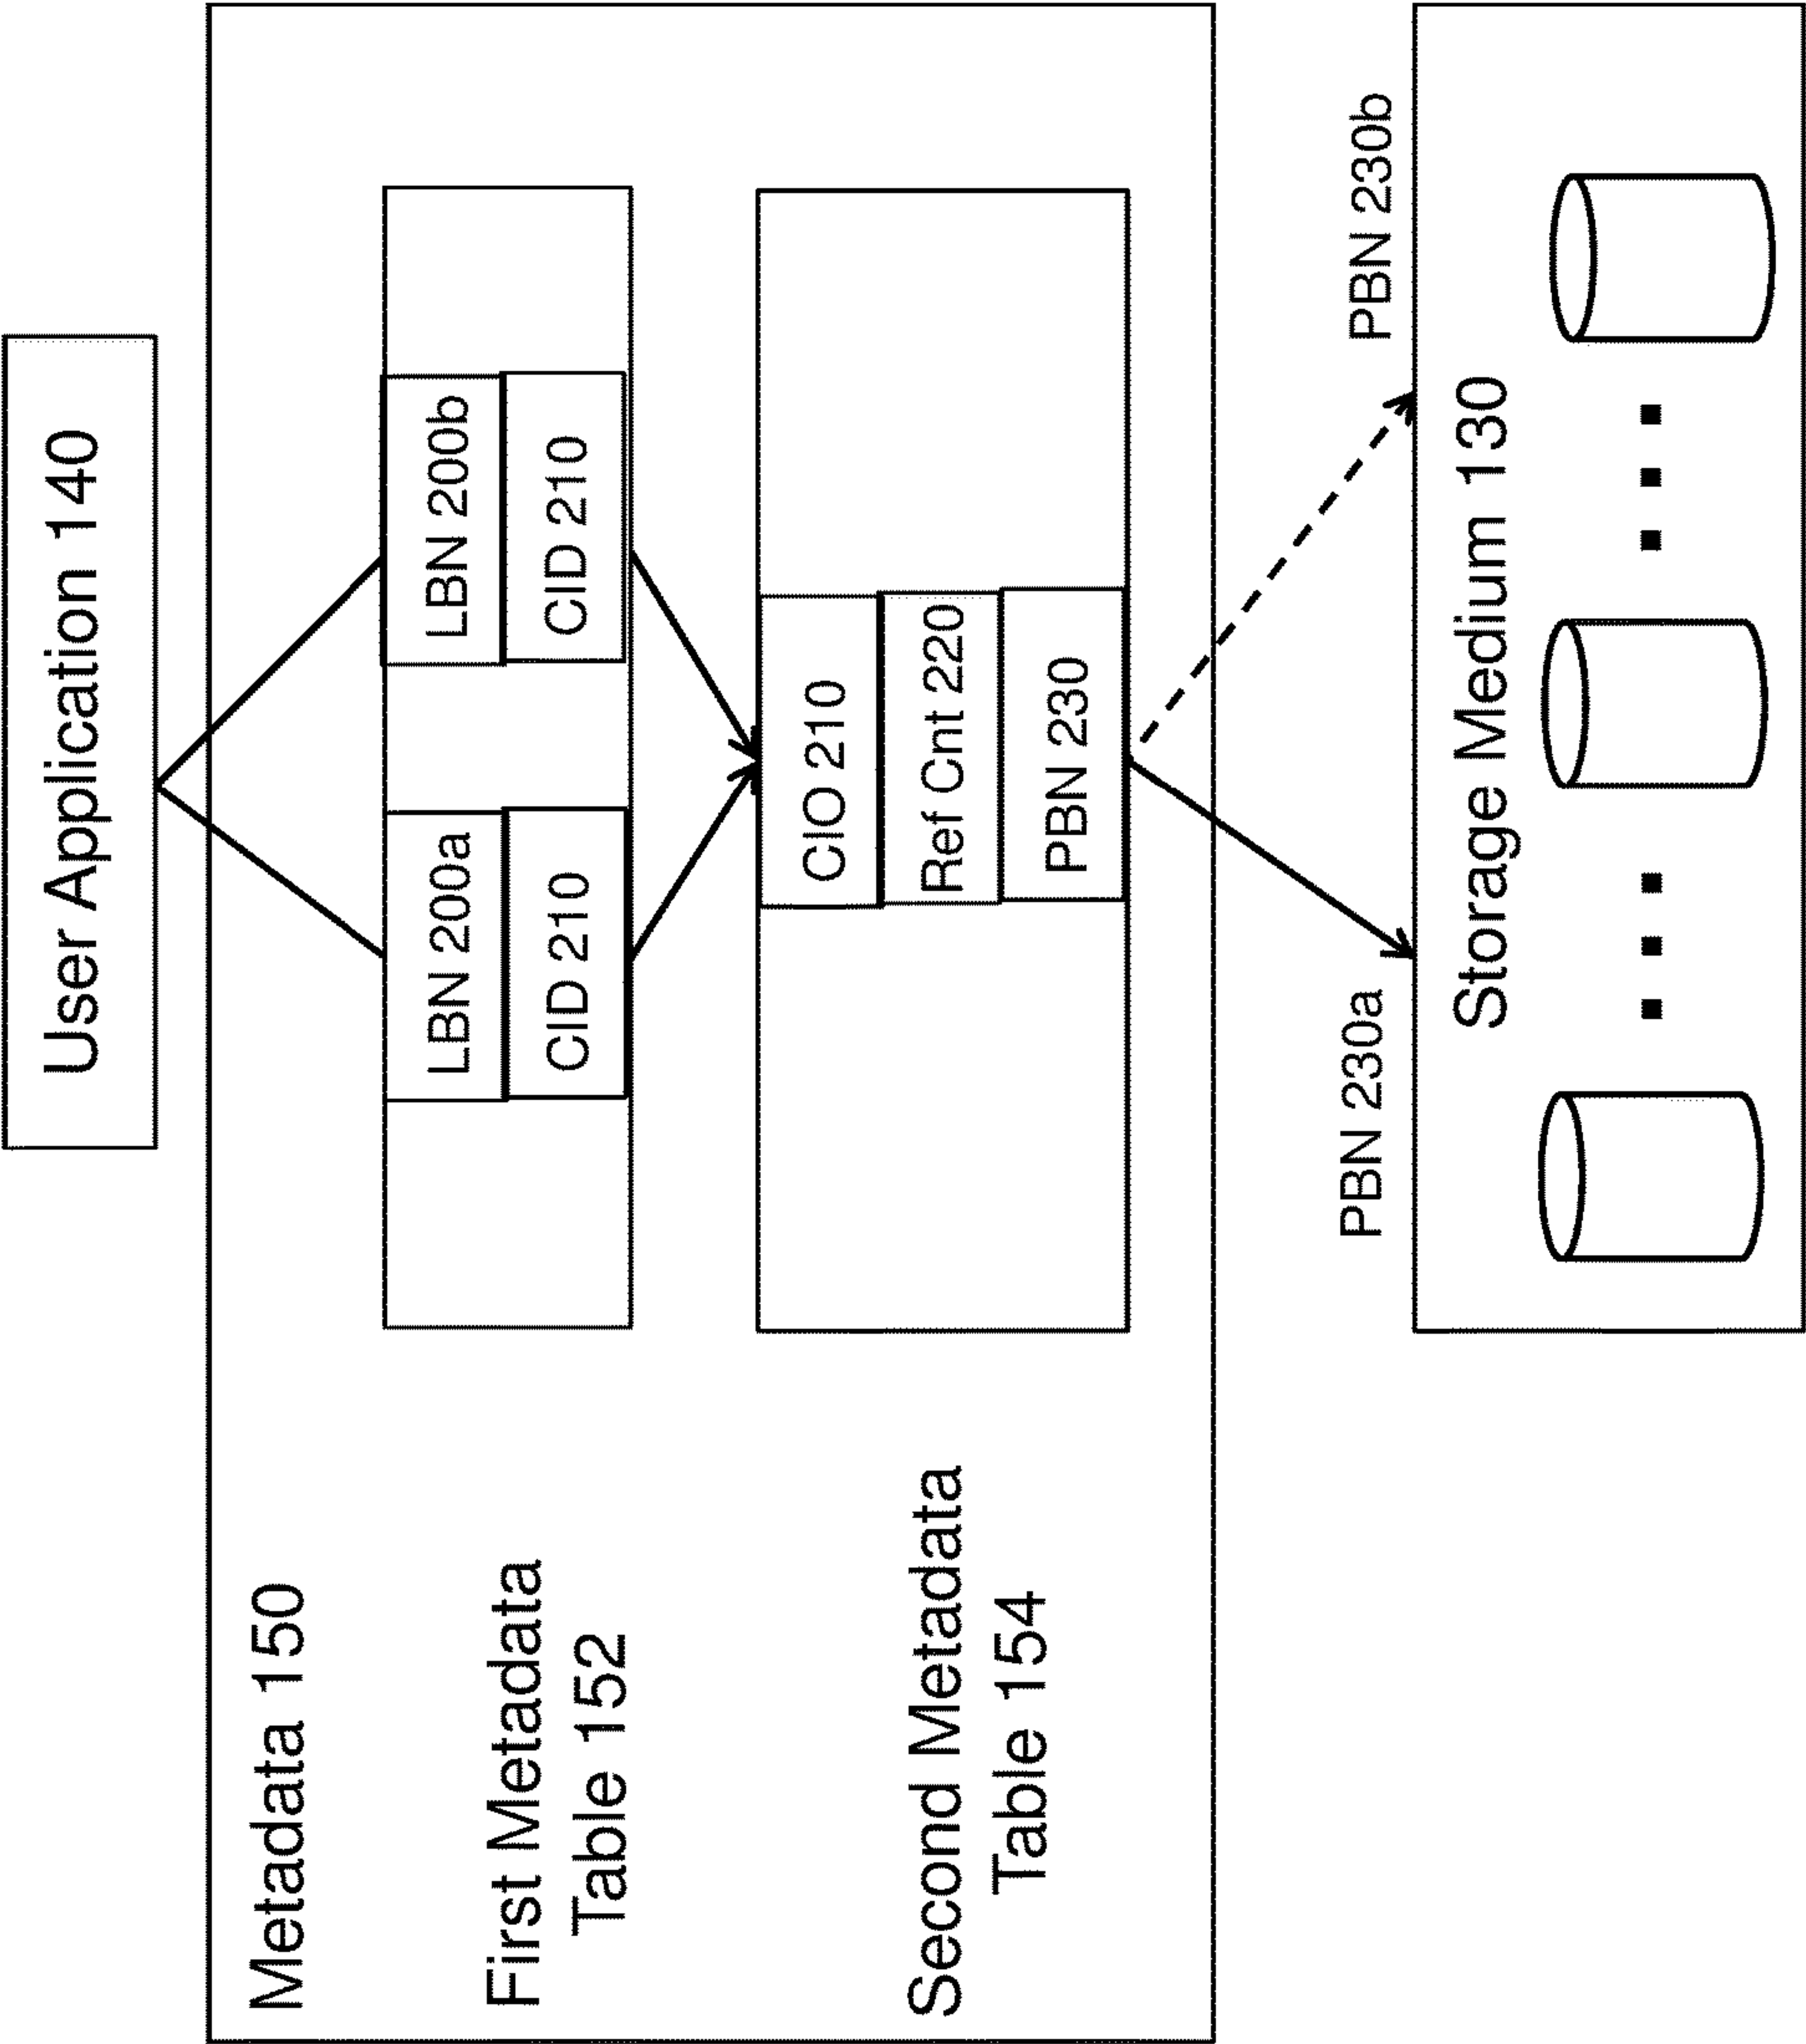 User Application 140
Metadata 150
First Metadata
Table 152
LBN 200a
CID 210
LBN 200b
CID 210
Second Metadata
Table 154
CIO 210
Ref Cnt 220
PBN 230
PBN 230a
PBN 230b
Storage Medium 130